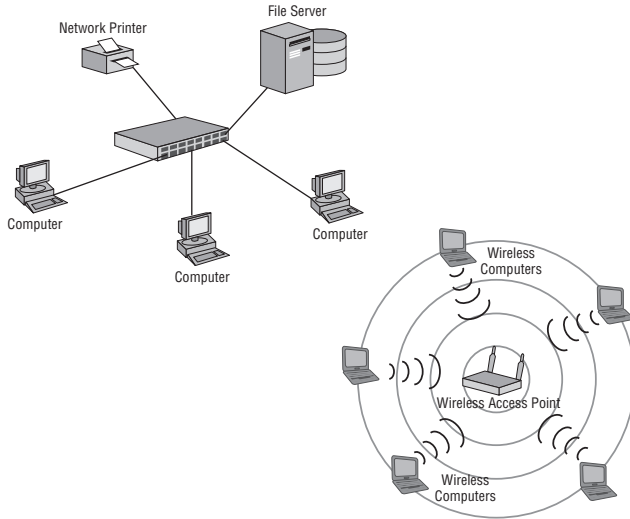 File Server
Network Printer
Computer
Computer
Computer
Wireless
Computers
Wireless Access Point
Wireless
Computers